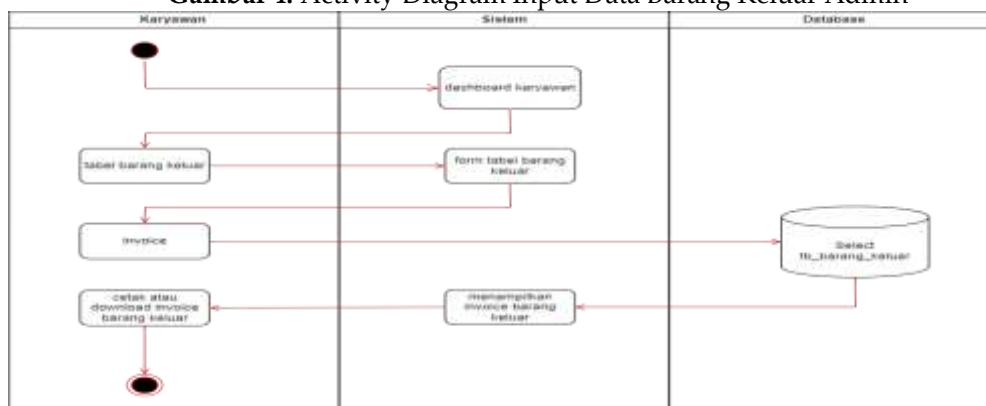 Gambar 4. Activity Diagram Input Data Barang Keluar Admin
Karyawan
Sistem
Database
dashboard karyawan
tabel barang keluar
form tabel barang
keluar
invoice
Select
tb_barang_keluar
cetak atau
download invoice
barang keluar
menampilkan
invoice barang
keluar